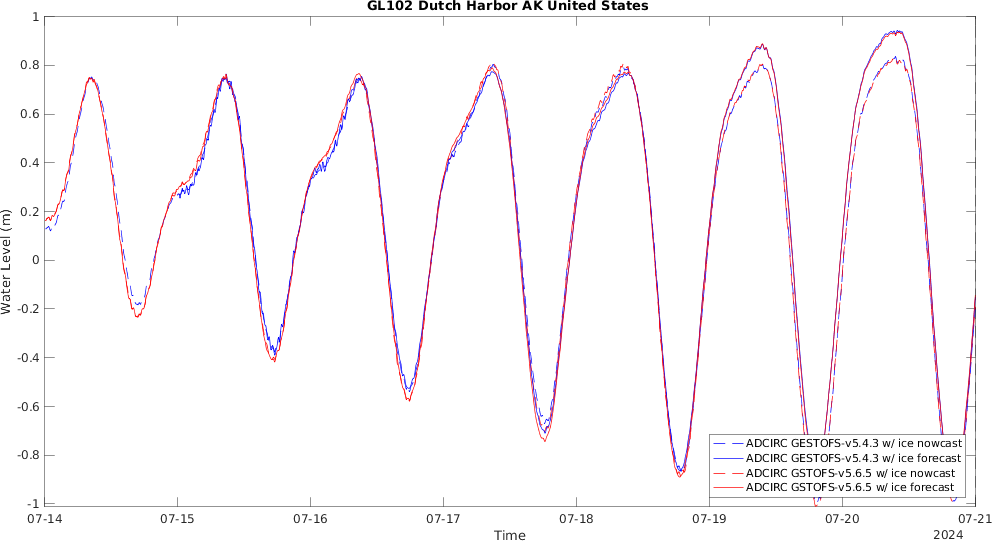 GL102 Dutch Harbor AK United States
1
0.8
0.6
0.4
0.2
0
-0.2
-0.4
-0.6
-0.8
-1
Water Level (m)
ADCIRC GESTOFS-v5.4.3 w/ ice nowcast
ADCIRC GESTOFS-v5.4.3 w/ ice forecast
ADCIRC GSTOFS-v5.6.5 w/ ice nowcast
ADCIRC GSTOFS-v5.6.5 w/ ice forecast
07-14 07-15 07-16 07-17 07-18 07-19 07-20 07-21
Time
2024